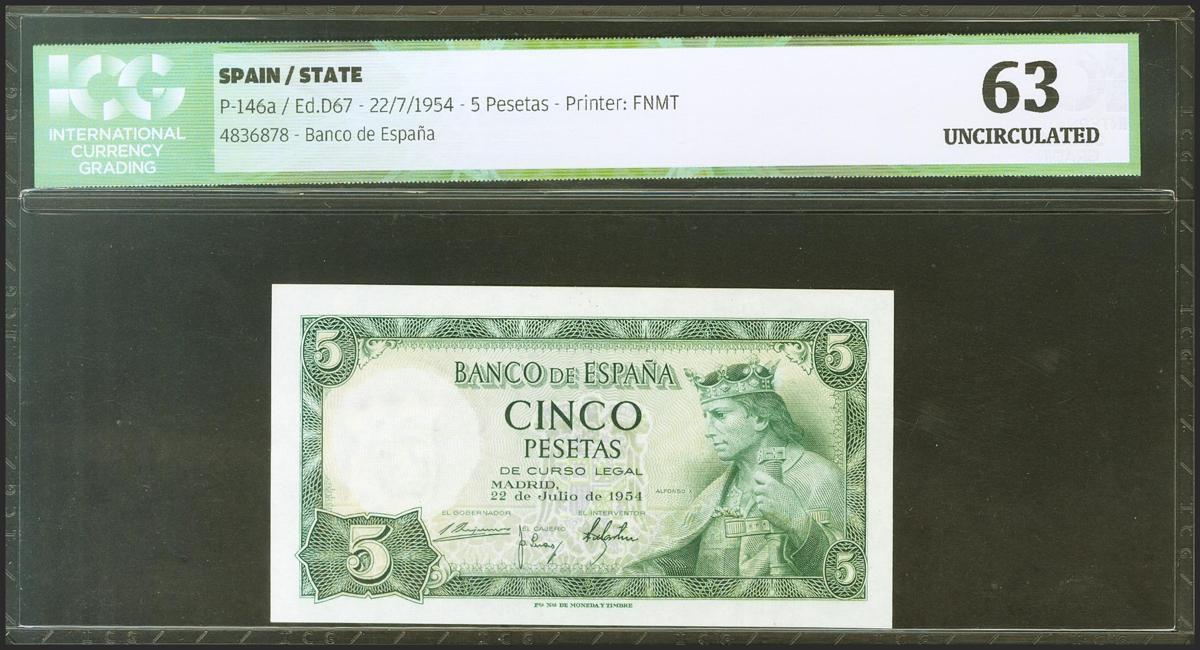 ICG
INTERNATIONAL
CURRENCY
GRADING
SPAIN / STATE
P-146a / Ed.D67 - 22/7/1954 - 5 Pesetas - Printer: FNMT
4836878 - Banco de España
63
UNCIRCULATED
5
5
BANCO DE ESPAÑA
CINCO
PESETAS
DE CURSO LEGAL
MADRID,
22 de Julio de 1954
ALFONSO X
EL GOBERNADOR
EL INTERVENTOR
EL CAJERO
5
5
Fca Nal DE MONEDA Y TIMBRE